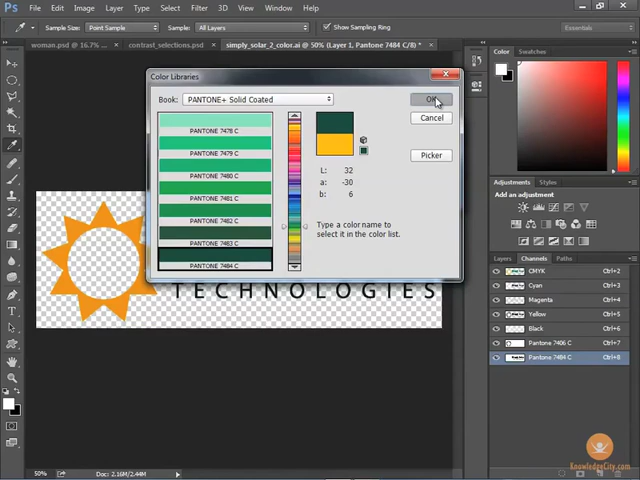 Ps File Edit Image Layer Type Select Filter 3D View Window Help
Sample Size: Point Sample Sample: All Layers Show Sampling Ring Essentials
woman.psd @ 16.7% ... × contrast_selections.psd × simply_solar_2_color.ai @ 50% (Layer 1, Pantone 7484 C/8) * ×
Color Swatches
Color Libraries
Book: PANTONE+ Solid Coated
OK
Cancel
Picker
PANTONE 7478 C
PANTONE 7479 C
PANTONE 7480 C
PANTONE 7481 C
PANTONE 7482 C
PANTONE 7483 C
PANTONE 7484 C
L: 32
a: -30
b: 6
Type a color name to
select it in the color list.
TECHNOLOGIES
Adjustments Styles
Add an adjustment
Layers Channels Paths
CMYK Ctrl+2
Cyan Ctrl+3
Magenta Ctrl+4
Yellow Ctrl+5
Black Ctrl+6
Pantone 7406 C Ctrl+7
Pantone 7484 C Ctrl+8
KnowledgeCity.com
50% Doc: 2.16M/2.44M